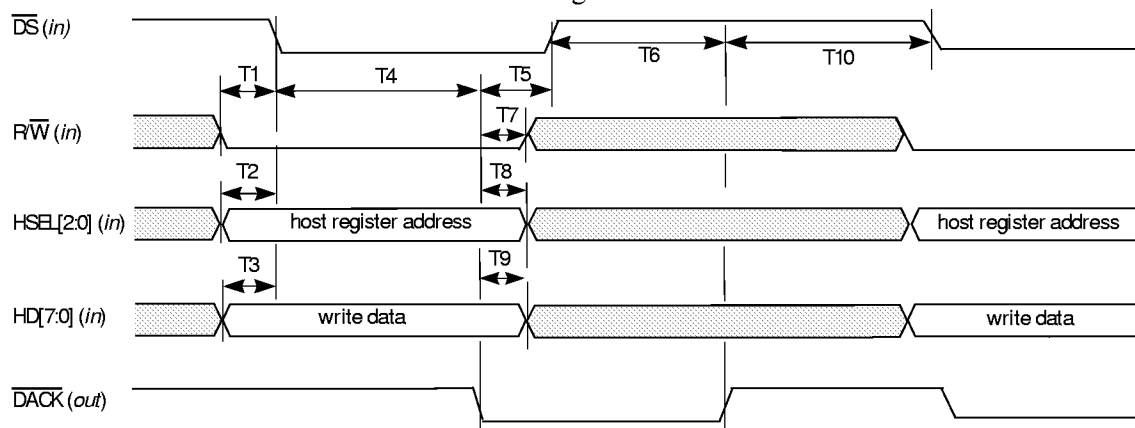 DS (in)
T1 T4 T5 T6 T10
R/W (in)
T7
T2 T8
HSEL[2:0] (in) host register address host register address
T3 T9
HD[7:0] (in) write data write data
DACK (out)